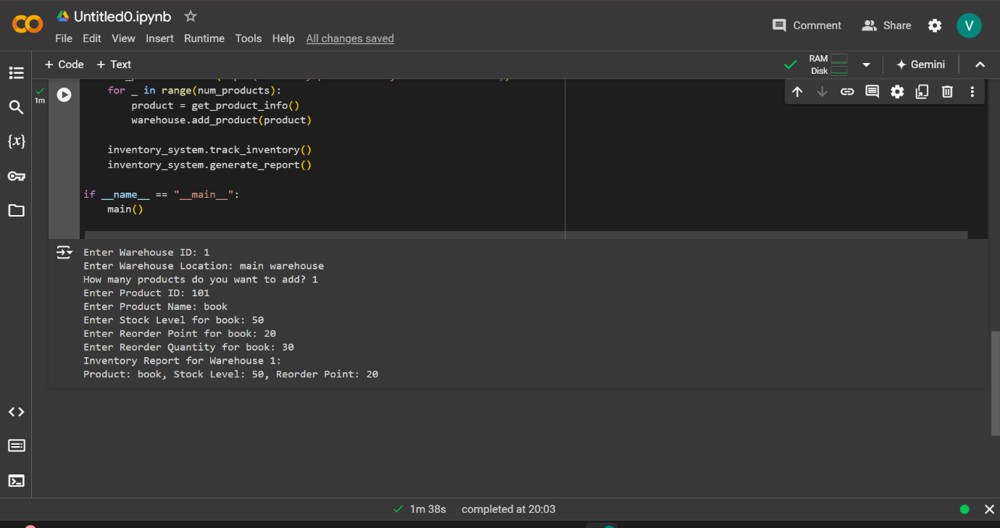 Untitled0.ipynb
File Edit View Insert Runtime Tools Help All changes saved
Comment Share V
+ Code + Text
RAM
Disk
Gemini
1m
for _ in range(num_products):
product = get_product_info()
warehouse.add_product(product)
inventory_system.track_inventory()
inventory_system.generate_report()
if __name__ == "__main__":
main()
Enter Warehouse ID: 1
Enter Warehouse Location: main warehouse
How many products do you want to add? 1
Enter Product ID: 101
Enter Product Name: book
Enter Stock Level for book: 50
Enter Reorder Point for book: 20
Enter Reorder Quantity for book: 30
Inventory Report for Warehouse 1:
Product: book, Stock Level: 50, Reorder Point: 20
1m 38s completed at 20:03